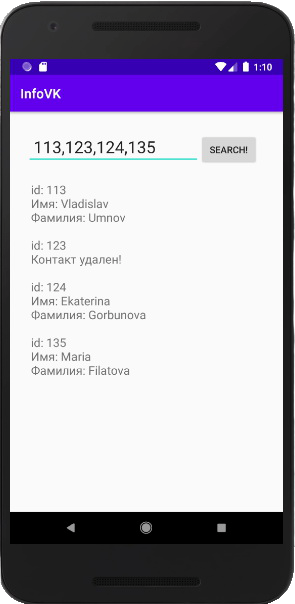 1:10
InfoVK
113,123,124,135
SEARCH!
id: 113
Имя: Vladislav
Фамилия: Umnov
id: 123
Контакт удален!
id: 124
Имя: Ekaterina
Фамилия: Gorbunova
id: 135
Имя: Maria
Фамилия: Filatova